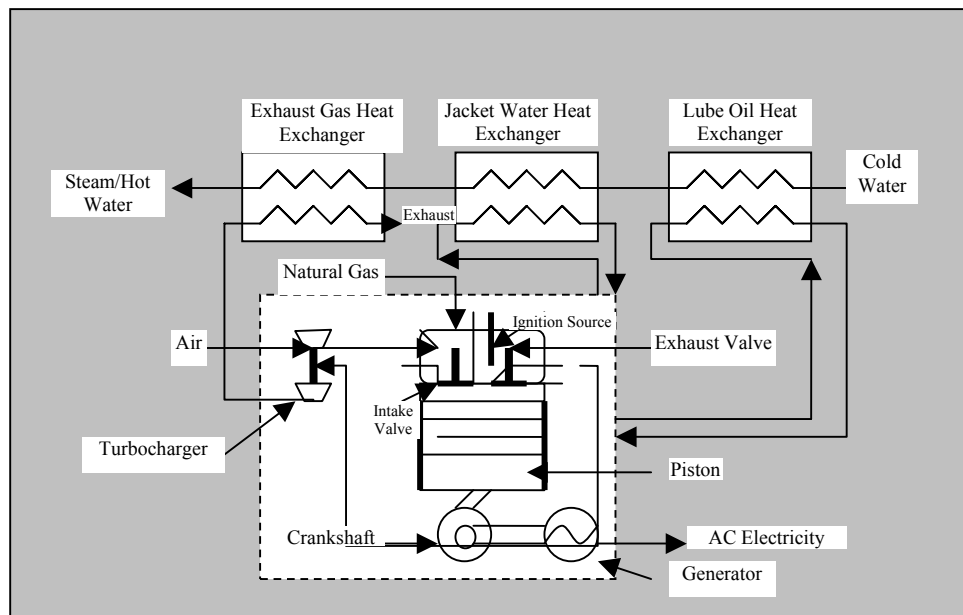 Exhaust Gas Heat
Exchanger
Jacket Water Heat
Exchanger
Lube Oil Heat
Exchanger
Steam/Hot
Water
Cold
Water
Exhaust
Natural Gas
Ignition Source
Air
Exhaust Valve
Intake
Valve
Turbocharger
Piston
Crankshaft
AC Electricity
Generator